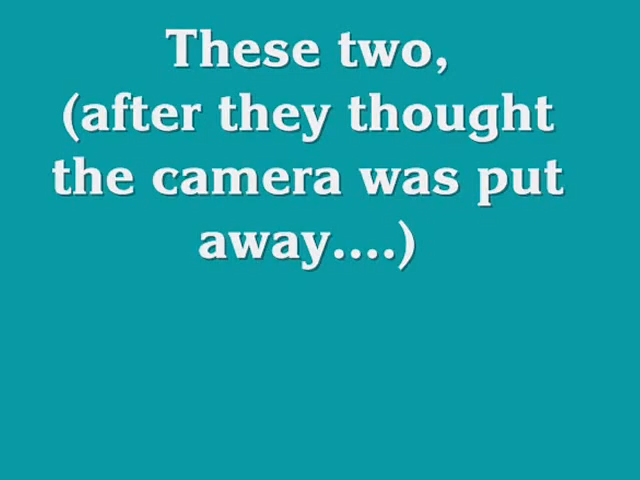 These two,
(after they thought
the camera was put
away....)